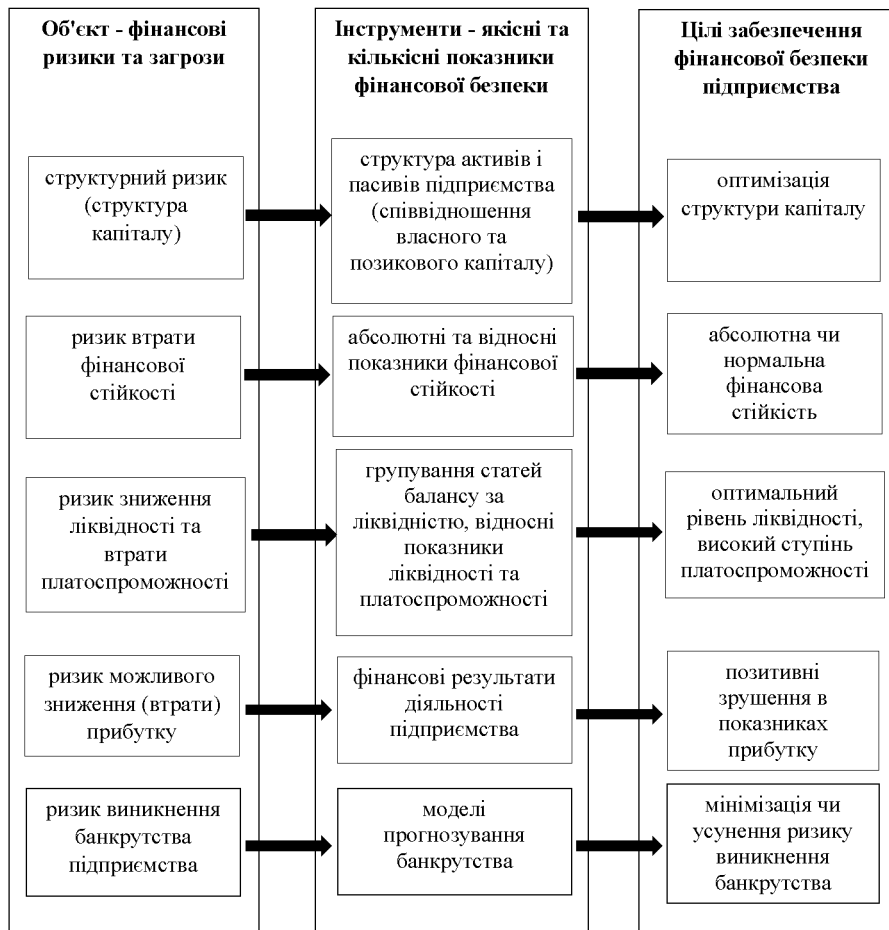 Об'єкт - фінансові
ризики та загрози
Інструменти - якісні та
кількісні показники
фінансової безпеки
Цілі забезпечення
фінансової безпеки
підприємства
структурний ризик
(структура
капіталу)
структура активів і
пасивів підприємства
(співвідношення
власного та
позикового капіталу)
оптимізація
структури капіталу
ризик втрати
фінансової
стійкості
абсолютні та відносні
показники фінансової
стійкості
абсолютна чи
нормальна
фінансова
стійкість
ризик зниження
ліквідності та
втрати
платоспроможності
групування статей
балансу за
ліквідністю, відносні
показники
ліквідності та
платоспроможності
оптимальний
рівень ліквідності,
високий ступінь
платоспроможності
ризик можливого
зниження (втрати)
прибутку
фінансові результати
діяльності
підприємства
позитивні
зрушення в
показниках
прибутку
ризик виникнення
банкрутства
підприємства
моделі
прогнозування
банкрутства
мінімізація чи
усунення ризику
виникнення
банкрутства